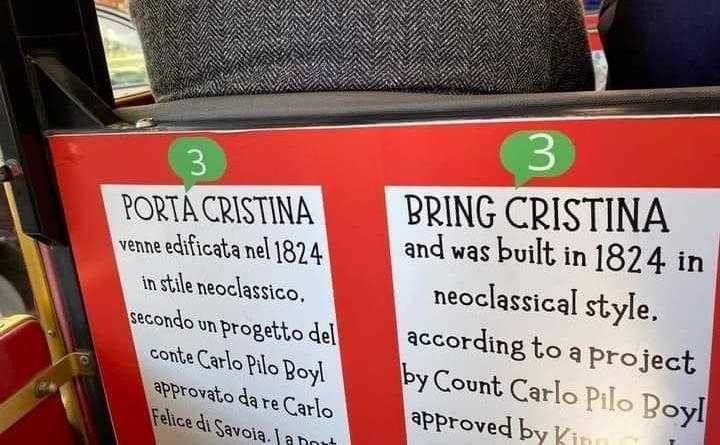 3
PORTA CRISTINA
venne edificata nel 1824
in stile neoclassico,
secondo un progetto del
conte Carlo Pilo Boyl
approvato da re Carlo
Felice di Savoia. La
3
BRING CRISTINA
and was built in 1824 in
neoclassical style,
according to a project
by Count Carlo Pilo Boyl
approved by